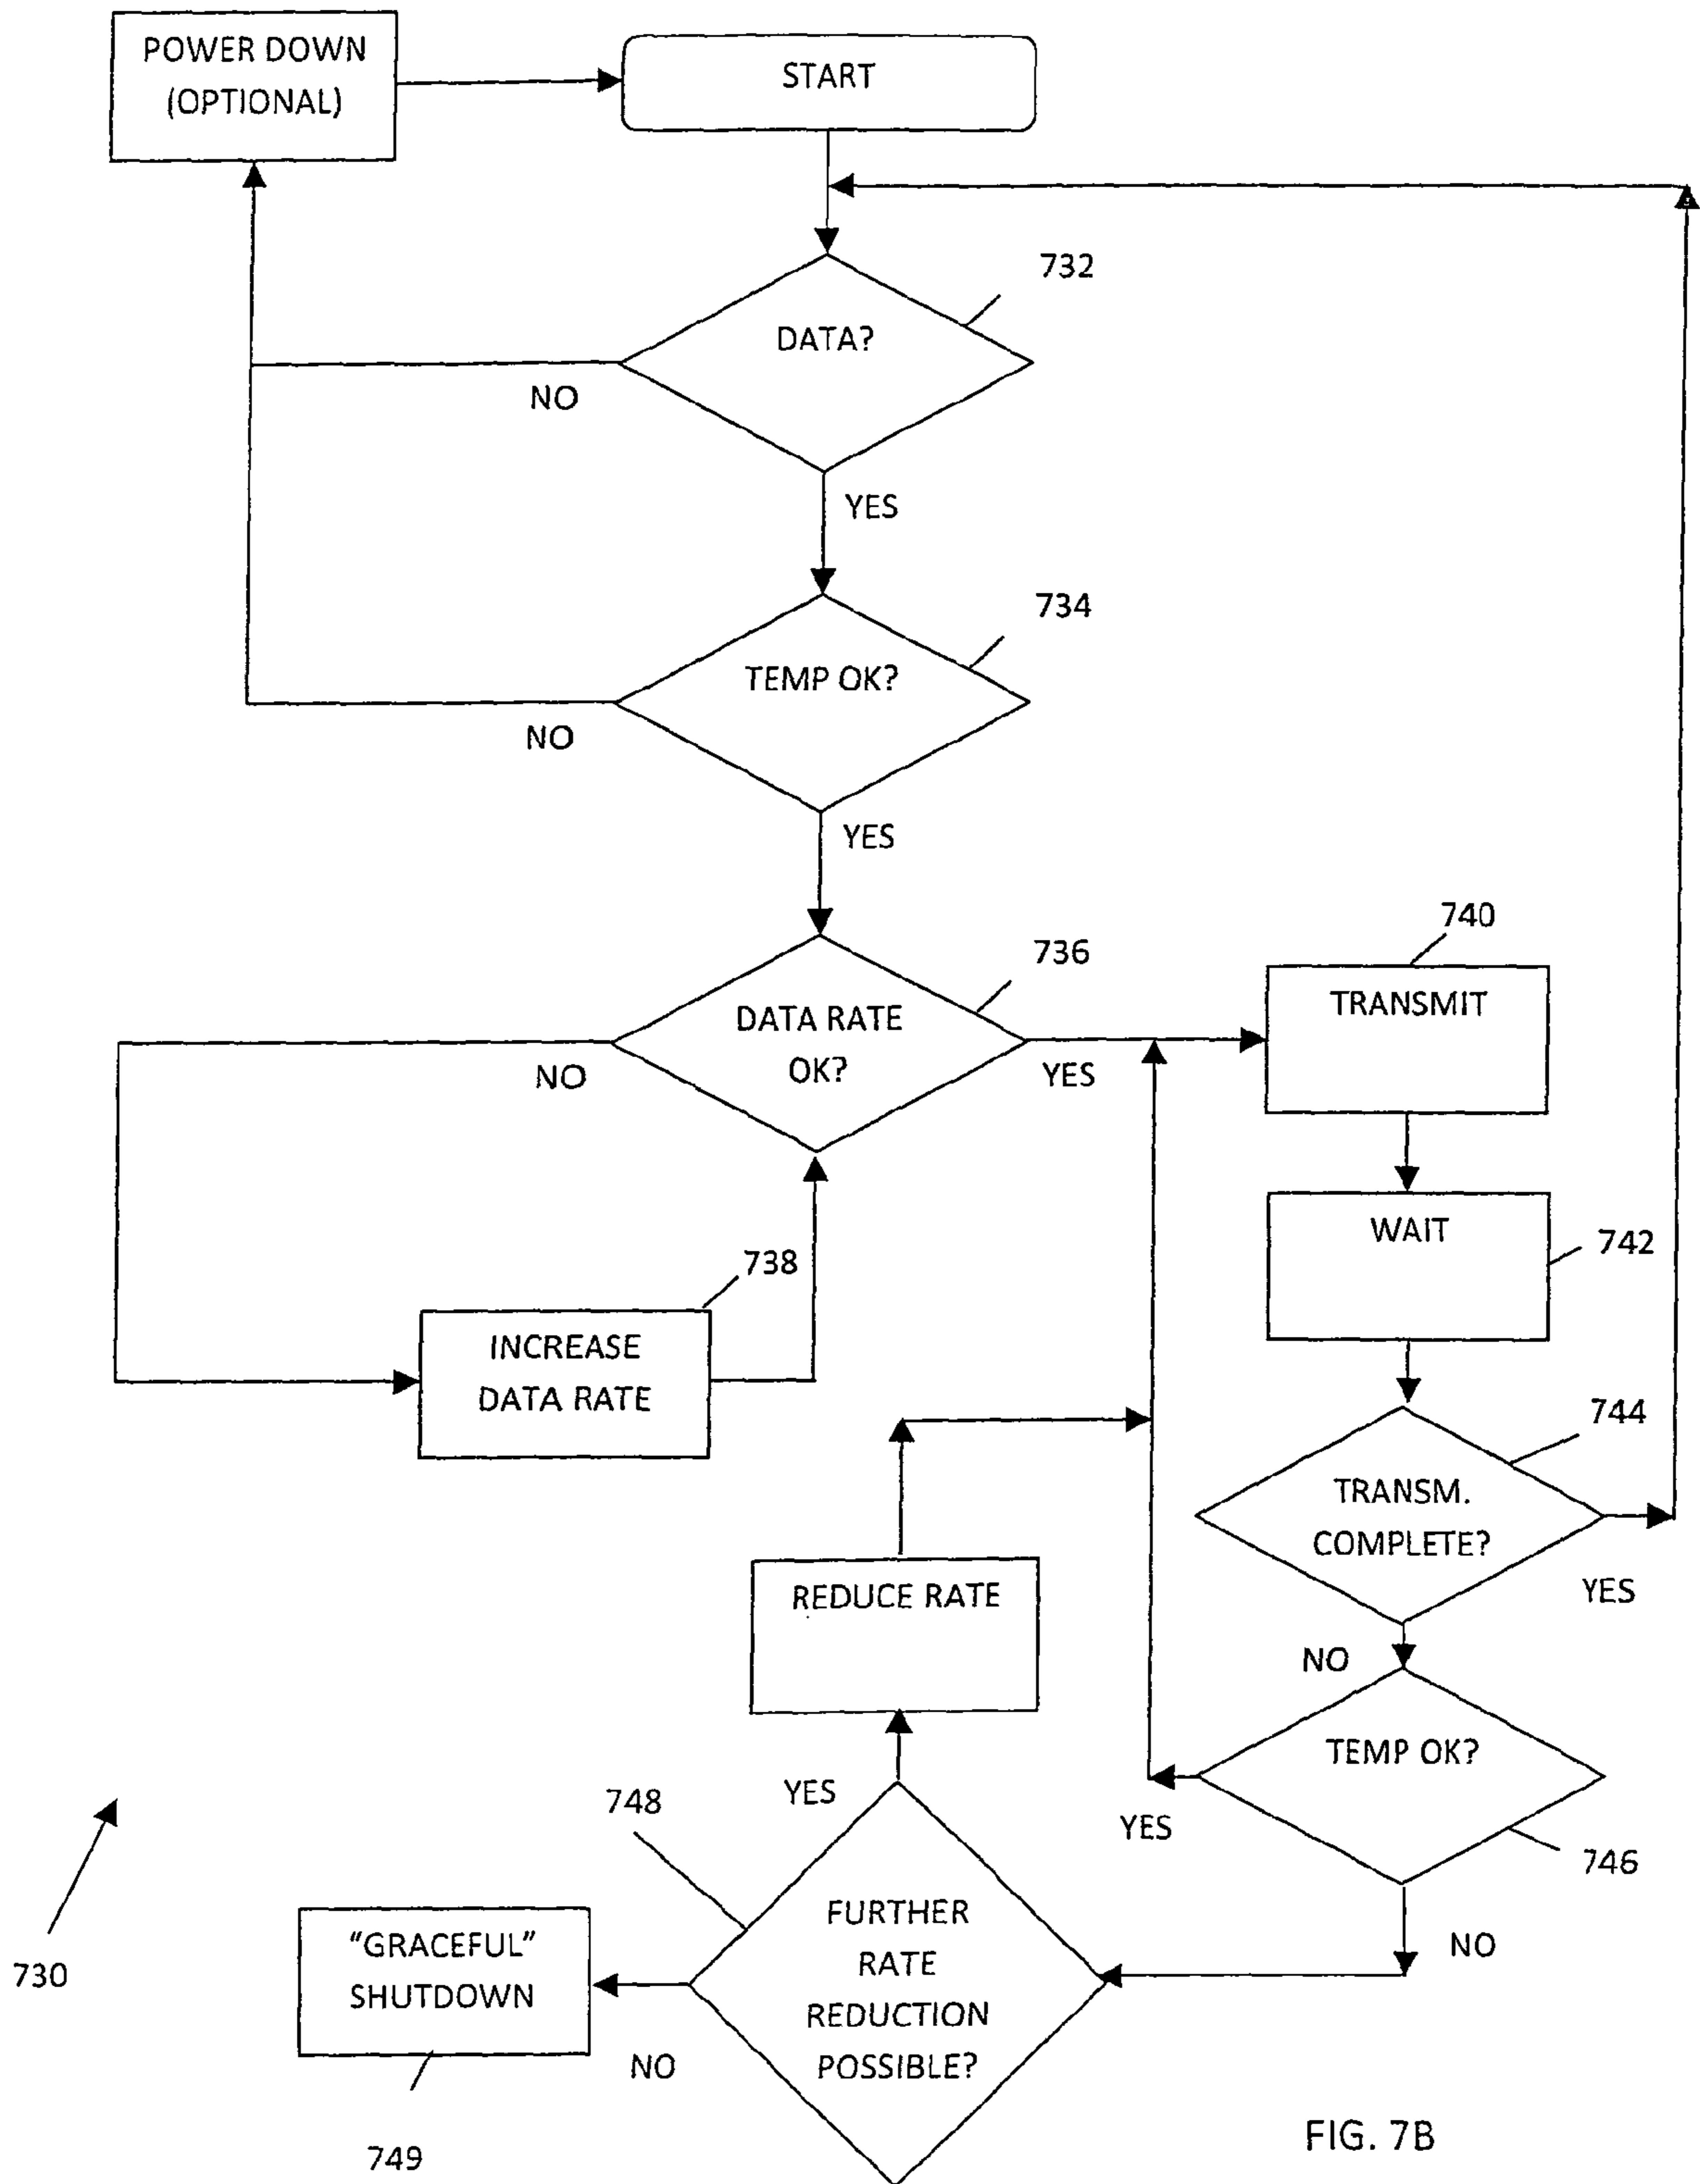 POWER DOWN
(OPTIONAL)
START
732
DATA?
NO
YES
734
TEMP OK?
NO
YES
740
736
TRANSMIT
DATA RATE
OK?
NO
YES
WAIT
742
738
INCREASE
DATA RATE
744
TRANSM.
COMPLETE?
REDUCE RATE
YES
NO
TEMP OK?
YES
748
YES
746
FURTHER
RATE
REDUCTION
POSSIBLE?
"GRACEFUL"
SHUTDOWN
NO
730
NO
749
FIG. 7B